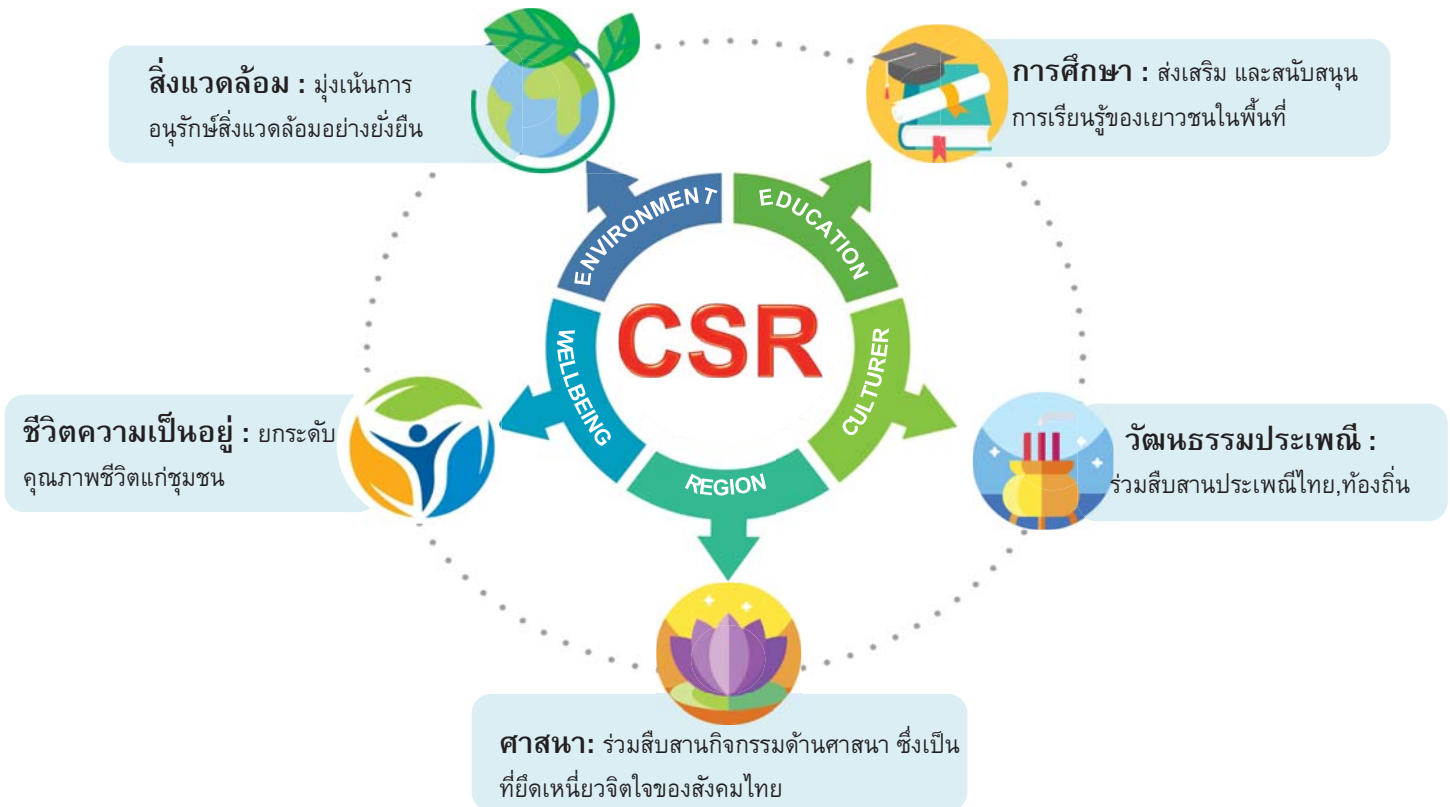 สิ่งแวดล้อม : มุ่งเน้นการ
อนุรักษ์สิ่งแวดล้อมอย่างยั่งยืน
การศึกษา : ส่งเสริม และสนับสนุน
การเรียนรู้ของเยาวชนในพื้นที่
ENVIRONMENT
EDUCATION
CSR
WELLBEING
CULTURER
REGION
ชีวิตความเป็นอยู่ : ยกระดับ
คุณภาพชีวิตแก่ชุมชน
วัฒนธรรมประเพณี :
ร่วมสืบสานประเพณีไทย,ท้องถิ่น
ศาสนา: ร่วมสืบสานกิจกรรมด้านศาสนา ซึ่งเป็น
ที่ยึดเหนี่ยวจิตใจของสังคมไทย